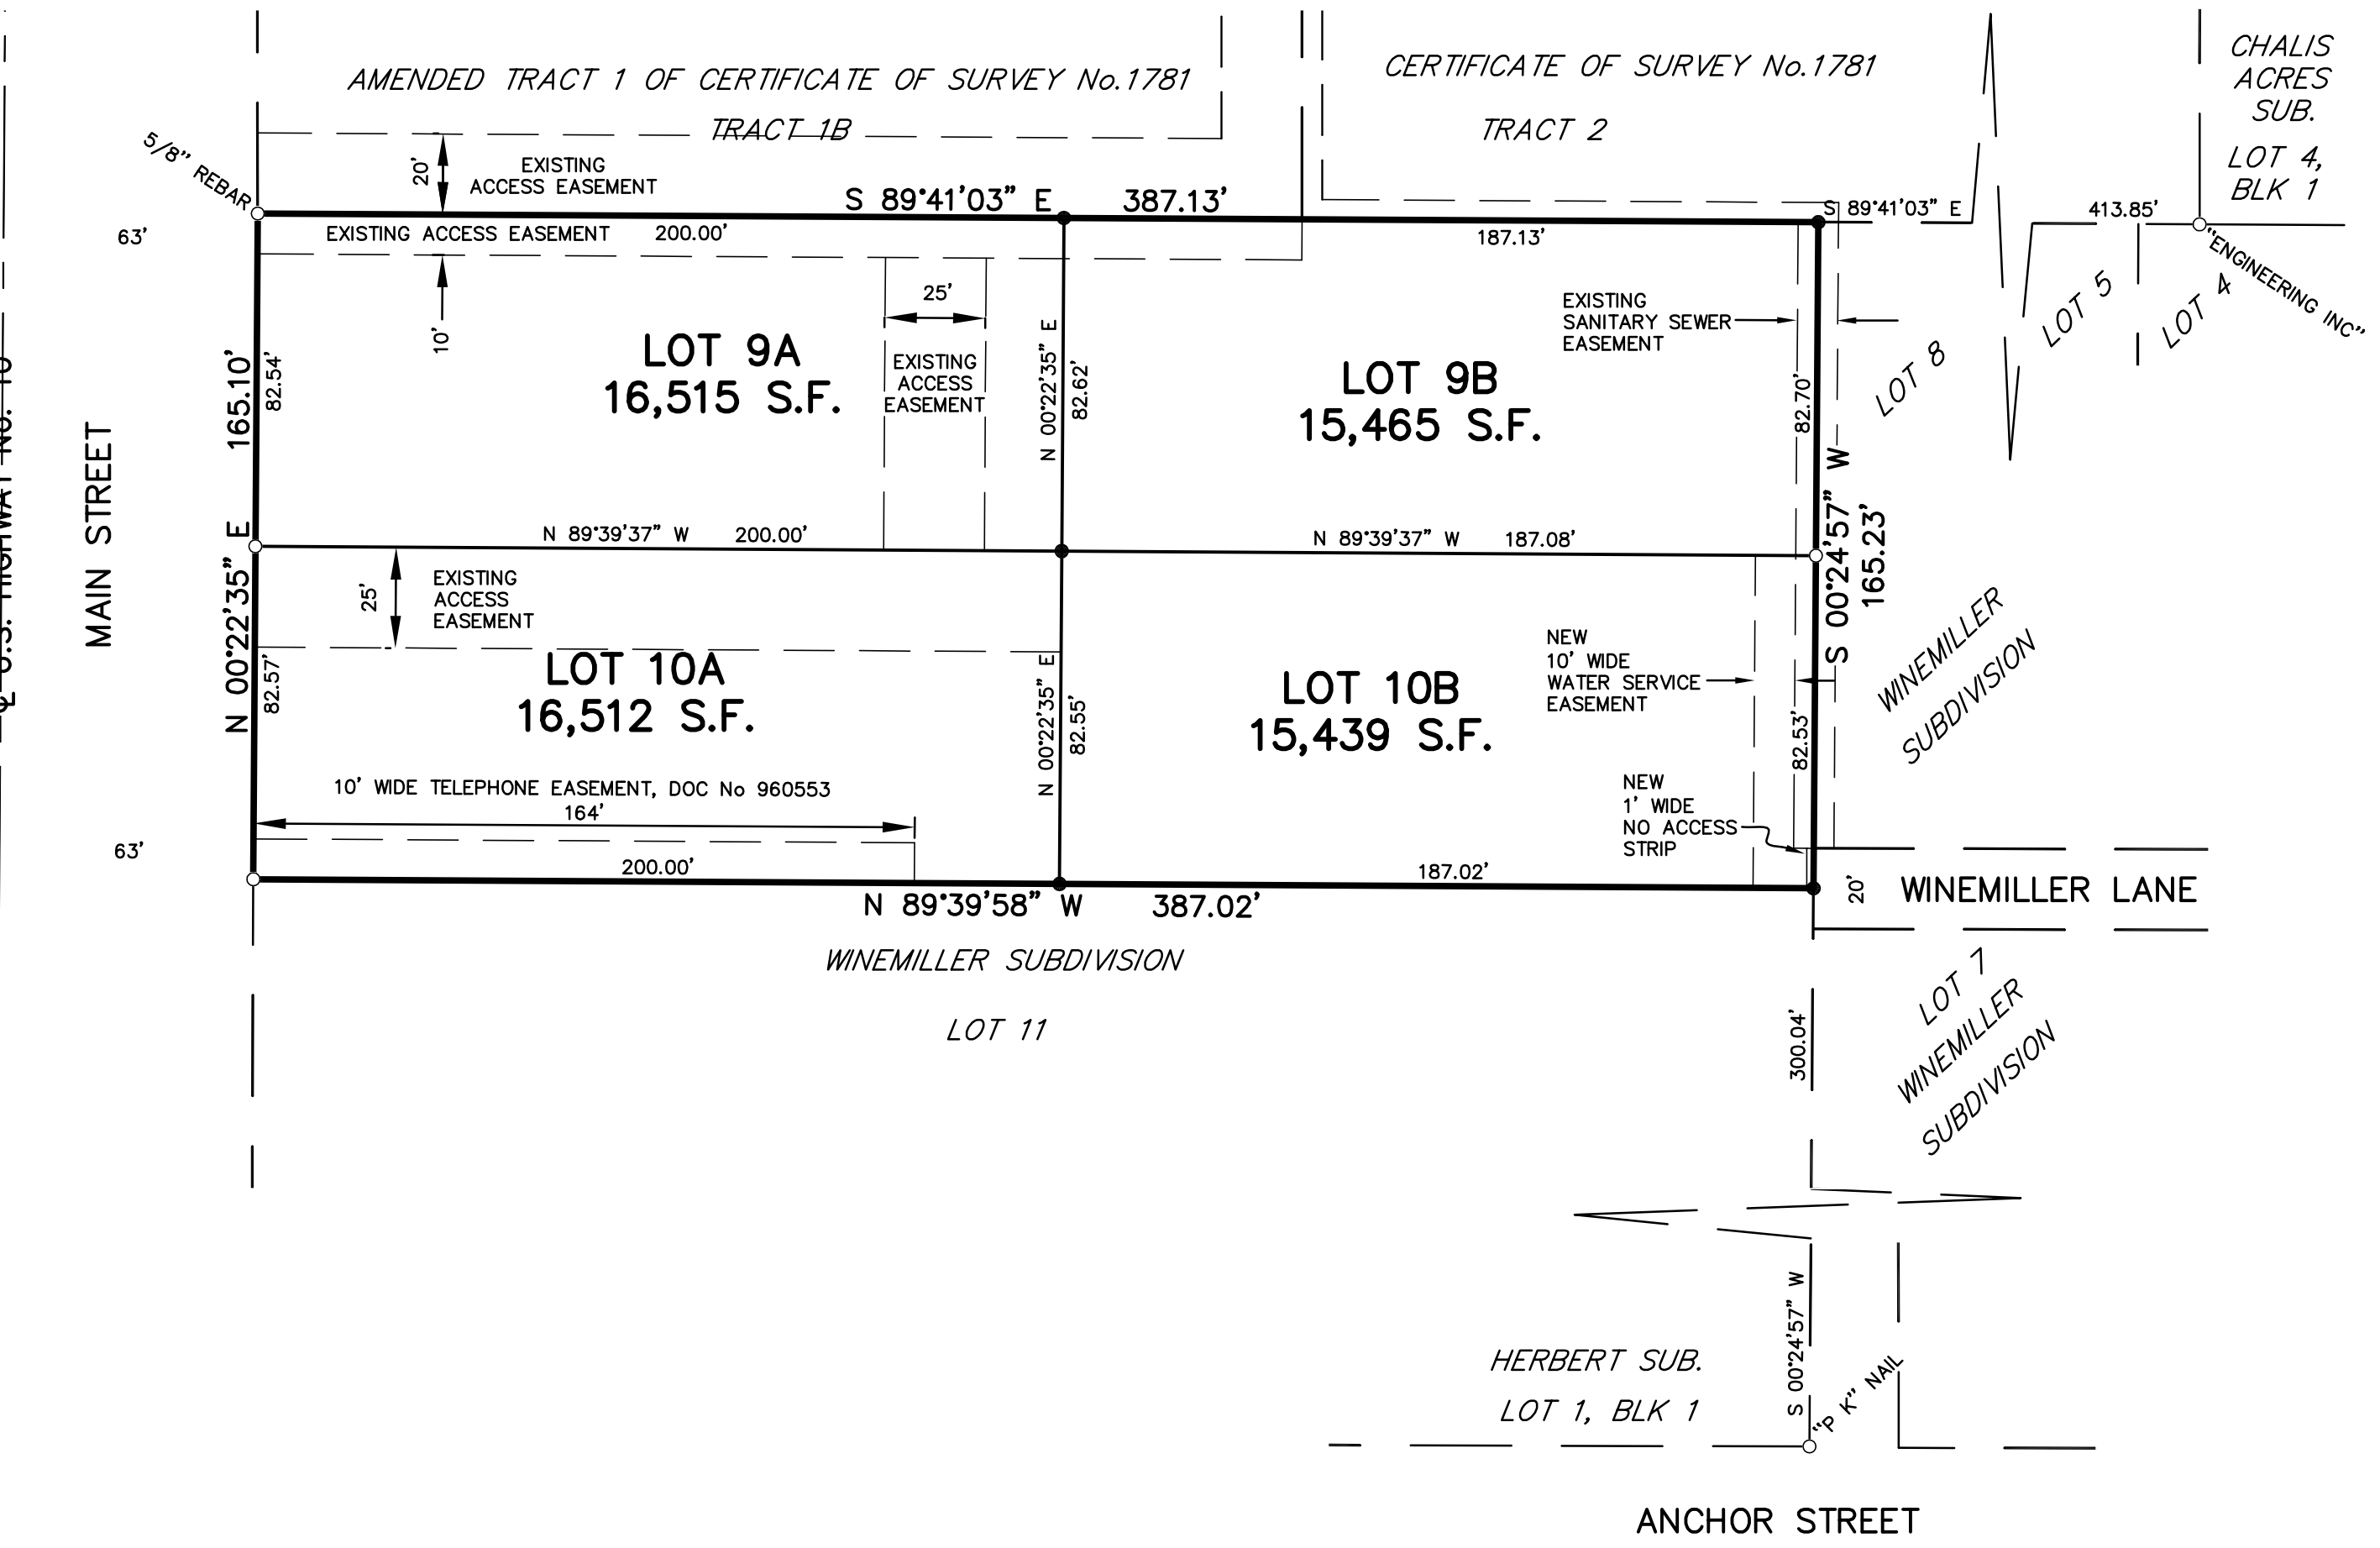 AMENDED TRACT 1 OF CERTIFICATE OF SURVEY No.1781
TRACT 1B
CERTIFICATE OF SURVEY No.1781
TRACT 2
CHALIS
ACRES
SUB.
LOT 4,
BLK 1
5/8" REBAR
20'
EXISTING
ACCESS EASEMENT
S 89°41'03" E 387.13'
S 89°41'03" E
413.85'
"ENGINEERING INC"
63'
EXISTING ACCESS EASEMENT 200.00'
187.13'
10'
25'
EXISTING
ACCESS
EASEMENT
LOT 9A
16,515 S.F.
N 00°22'35" E
82.62'
LOT 9B
15,465 S.F.
EXISTING
SANITARY SEWER
EASEMENT
82.70'
LOT 8
LOT 5
LOT 4
165.10'
82.54'
MAIN STREET
U.S. HIGHWAY No. 10
N 00°22'35" E
N 89°39'37" W 200.00'
N 89°39'37" W 187.08'
S 00°24'57" W
165.23'
25'
EXISTING
ACCESS
EASEMENT
82.57'
LOT 10A
16,512 S.F.
N 00°22'35" E
82.55'
LOT 10B
15,439 S.F.
NEW
10' WIDE
WATER SERVICE
EASEMENT
82.53'
WINEMILLER
SUBDIVISION
10' WIDE TELEPHONE EASEMENT, DOC No 960553
164'
NEW
1' WIDE
NO ACCESS
STRIP
63'
200.00'
187.02'
N 89°39'58" W 387.02'
20'
WINEMILLER LANE
WINEMILLER SUBDIVISION
LOT 11
300.04'
LOT 7
WINEMILLER
SUBDIVISION
S 00°24'57" W
HERBERT SUB.
LOT 1, BLK 1
"P K" NAIL
ANCHOR STREET